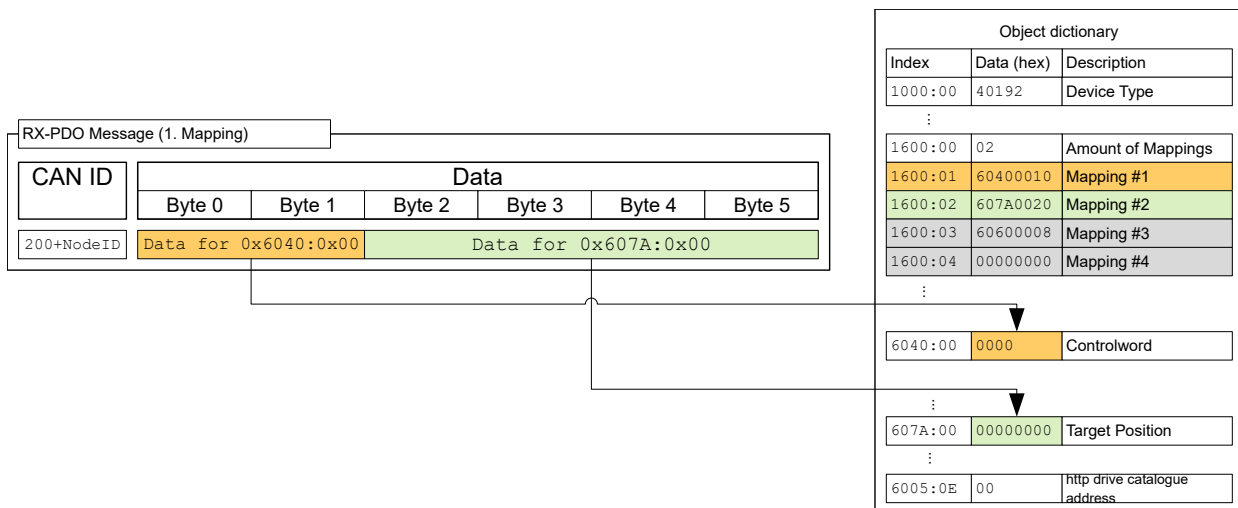 RX-PDO Message (1. Mapping)
CAN ID
Data
Byte 0 Byte 1 Byte 2 Byte 3 Byte 4 Byte 5
200+NodeID Data for 0x6040:0x00 Data for 0x607A:0x00
Object dictionary
Index Data (hex) Description
1000:00 40192 Device Type
⋮
1600:00 02 Amount of Mappings
1600:01 60400010 Mapping #1
1600:02 607A0020 Mapping #2
1600:03 60600008 Mapping #3
1600:04 00000000 Mapping #4
⋮
6040:00 0000 Controlword
⋮
607A:00 00000000 Target Position
⋮
6005:0E 00 http drive catalogue
address